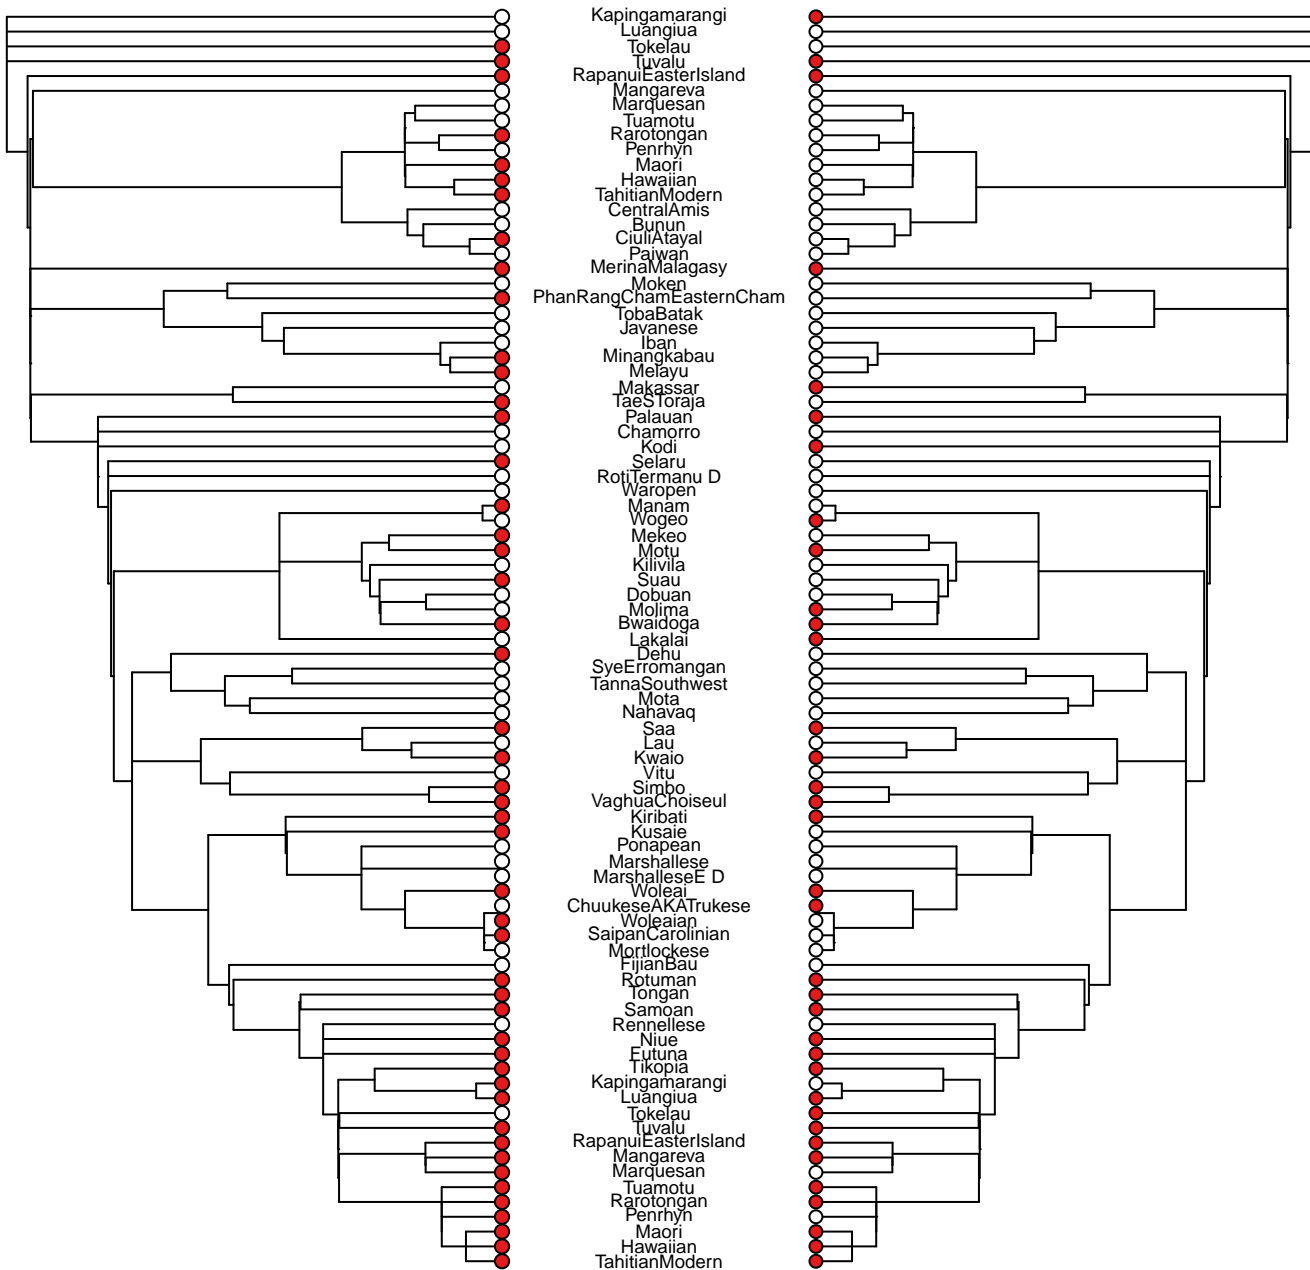 Kapingamarangi
Luangiua
Tokelau
Tuvalu
RapanuiEasterIsland
Mangareva
Marquesan
Tuamotu
Rarotongan
Penrhyn
Maori
Hawaiian
TahitianModern
CentralAmis
Bunun
CiuliAtayal
Paiwan
MerinaMalagasy
Moken
PhanRangChamEasternCham
TobaBatak
Javanese
Iban
Minangkabau
Melayu
Makassar
TaeSToraja
Palauan
Chamorro
Kodi
Selaru
RotiTermanu D
Waropen
Manam
Wogeo
Mekeo
Motu
Kilivila
Suau
Dobuan
Molima
Bwaidoga
Lakalai
Dehu
SyeErromangan
TannaSouthwest
Mota
Nahavaq
Saa
Lau
Kwaio
Vitu
Simbo
VaghuaChoiseul
Kiribati
Kusaie
Ponapean
Marshallese
MarshalleseE D
Woleai
ChuukeseAKATrukese
Woleaian
SaipanCarolinian
Mortlockese
FijianBau
Rotuman
Tongan
Samoan
Rennellese
Niue
Futuna
Tikopia
Kapingamarangi
Luangiua
Tokelau
Tuvalu
RapanuiEasterIsland
Mangareva
Marquesan
Tuamotu
Rarotongan
Penrhyn
Maori
Hawaiian
TahitianModern